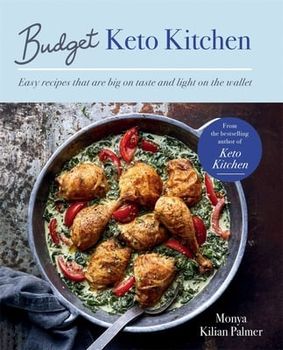 Budget Keto Kitchen
Easy recipes that are big on taste and light on the wallet
From
the bestselling
author of
Keto
Kitchen
Monya
Kilian Palmer